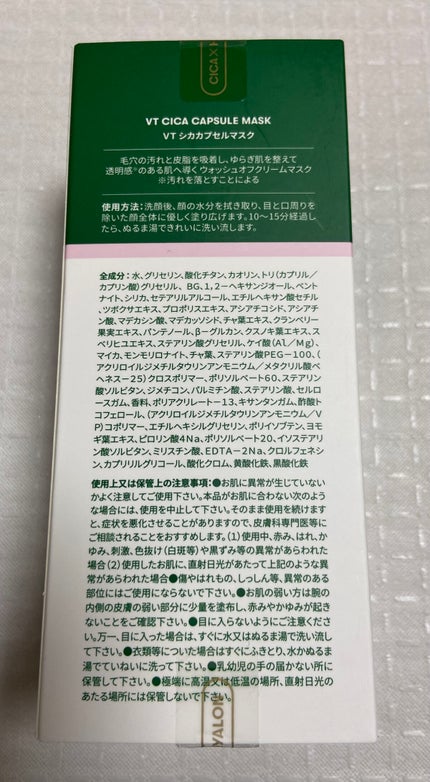 CICA × H
VT CICA CAPSULE MASK
VT シカカプセルマスク
毛穴の汚れと皮脂を吸着し、ゆらぎ肌を整えて
透明感※のある肌へ導く ウォッシュオフクリームマスク
※汚れを落とすことによる
使用方法：洗顔後、顔の水分を拭き取り、目と口周りを
除いた顔全体に優しく塗り広げます。10～15分経過し
たら、ぬるま湯できれいに洗い流します。
全成分：水、グリセリン、酸化チタン、カオリン、トリ（カプリル／
カプリン酸）グリセリル、BG、1，2－ヘキサンジオール、ベント
ナイト、シリカ、セテアリルアルコール、エチルヘキサン酸セチル
、ツボクサエキス、プロポリスエキス、アシアチコシド、アシアチ
ン酸、マデカシン酸、マデカッソシド、チャ葉エキス、クランベリー
果実エキス、パンテノール、β－グルカン、クスノキ葉エキス、ス
ベリヒユエキス、ステアリン酸グリセリル、ケイ酸（Al／Mg）、
マイカ、モンモリロナイト、チャ葉、ステアリン酸PEG－100、（
アクリロイルジメチルタウリンアンモニウム／メタクリル酸ベ
ヘネス－25）クロスポリマー、ポリソルベート60、ステアリン
酸ソルビタン、ジメチコン、パルミチン酸、ステアリン酸、セルロ
ースガム、香料、ポリアクリレート－13、キサンタンガム、酢酸ト
コフェロール、（アクリロイルジメチルタウリンアンモニウム／V
P）コポリマー、エチルヘキシルグリセリン、ポリイソブテン、ヨモ
ギ葉エキス、ピロリン酸4Na、ポリソルベート20、イソステアリ
ン酸ソルビタン、ミリスチン酸、EDTA－2Na、クロルフェネシ
ン、カプリリルグリコール、酸化クロム、黄酸化鉄、黒酸化鉄
使用上又は保管上の注意事項：●お肌に異常が生じていない
かよく注意してご使用下さい。本品がお肌に合わない次のよう
な場合には、使用を中止して下さい。そのまま使用を続けます
と、症状を悪化させることがありますので、皮膚科専門医等に
ご相談されることをおすすめします。（1）使用中、赤み、はれ、か
ゆみ、刺激、色抜け（白斑等）や黒ずみ等の異常があらわれた
場合（2）使用したお肌に、直射日光があたって上記のような異
常があらわれた場合●傷やはれもの、しっしん等、異常のある
部位にはご使用にならないで下さい。●お肌の弱い方は腕の
内側の皮膚の弱い部分に少量を塗布し、赤みやかゆみが起き
ないことをご確認下さい。●目に入らないようにご注意くださ
い。万一、目に入った場合は、すぐに水又はぬるま湯で洗い流し
て下さい。●衣類等についた場合はすぐにふきとり、水かぬるま
湯でていねいに洗って下さい。●乳幼児の手の届かない所に
保管して下さい。●極端に高温又は低温の場所、直射日光の
あたる場所には保管しないで下さい。
YALON